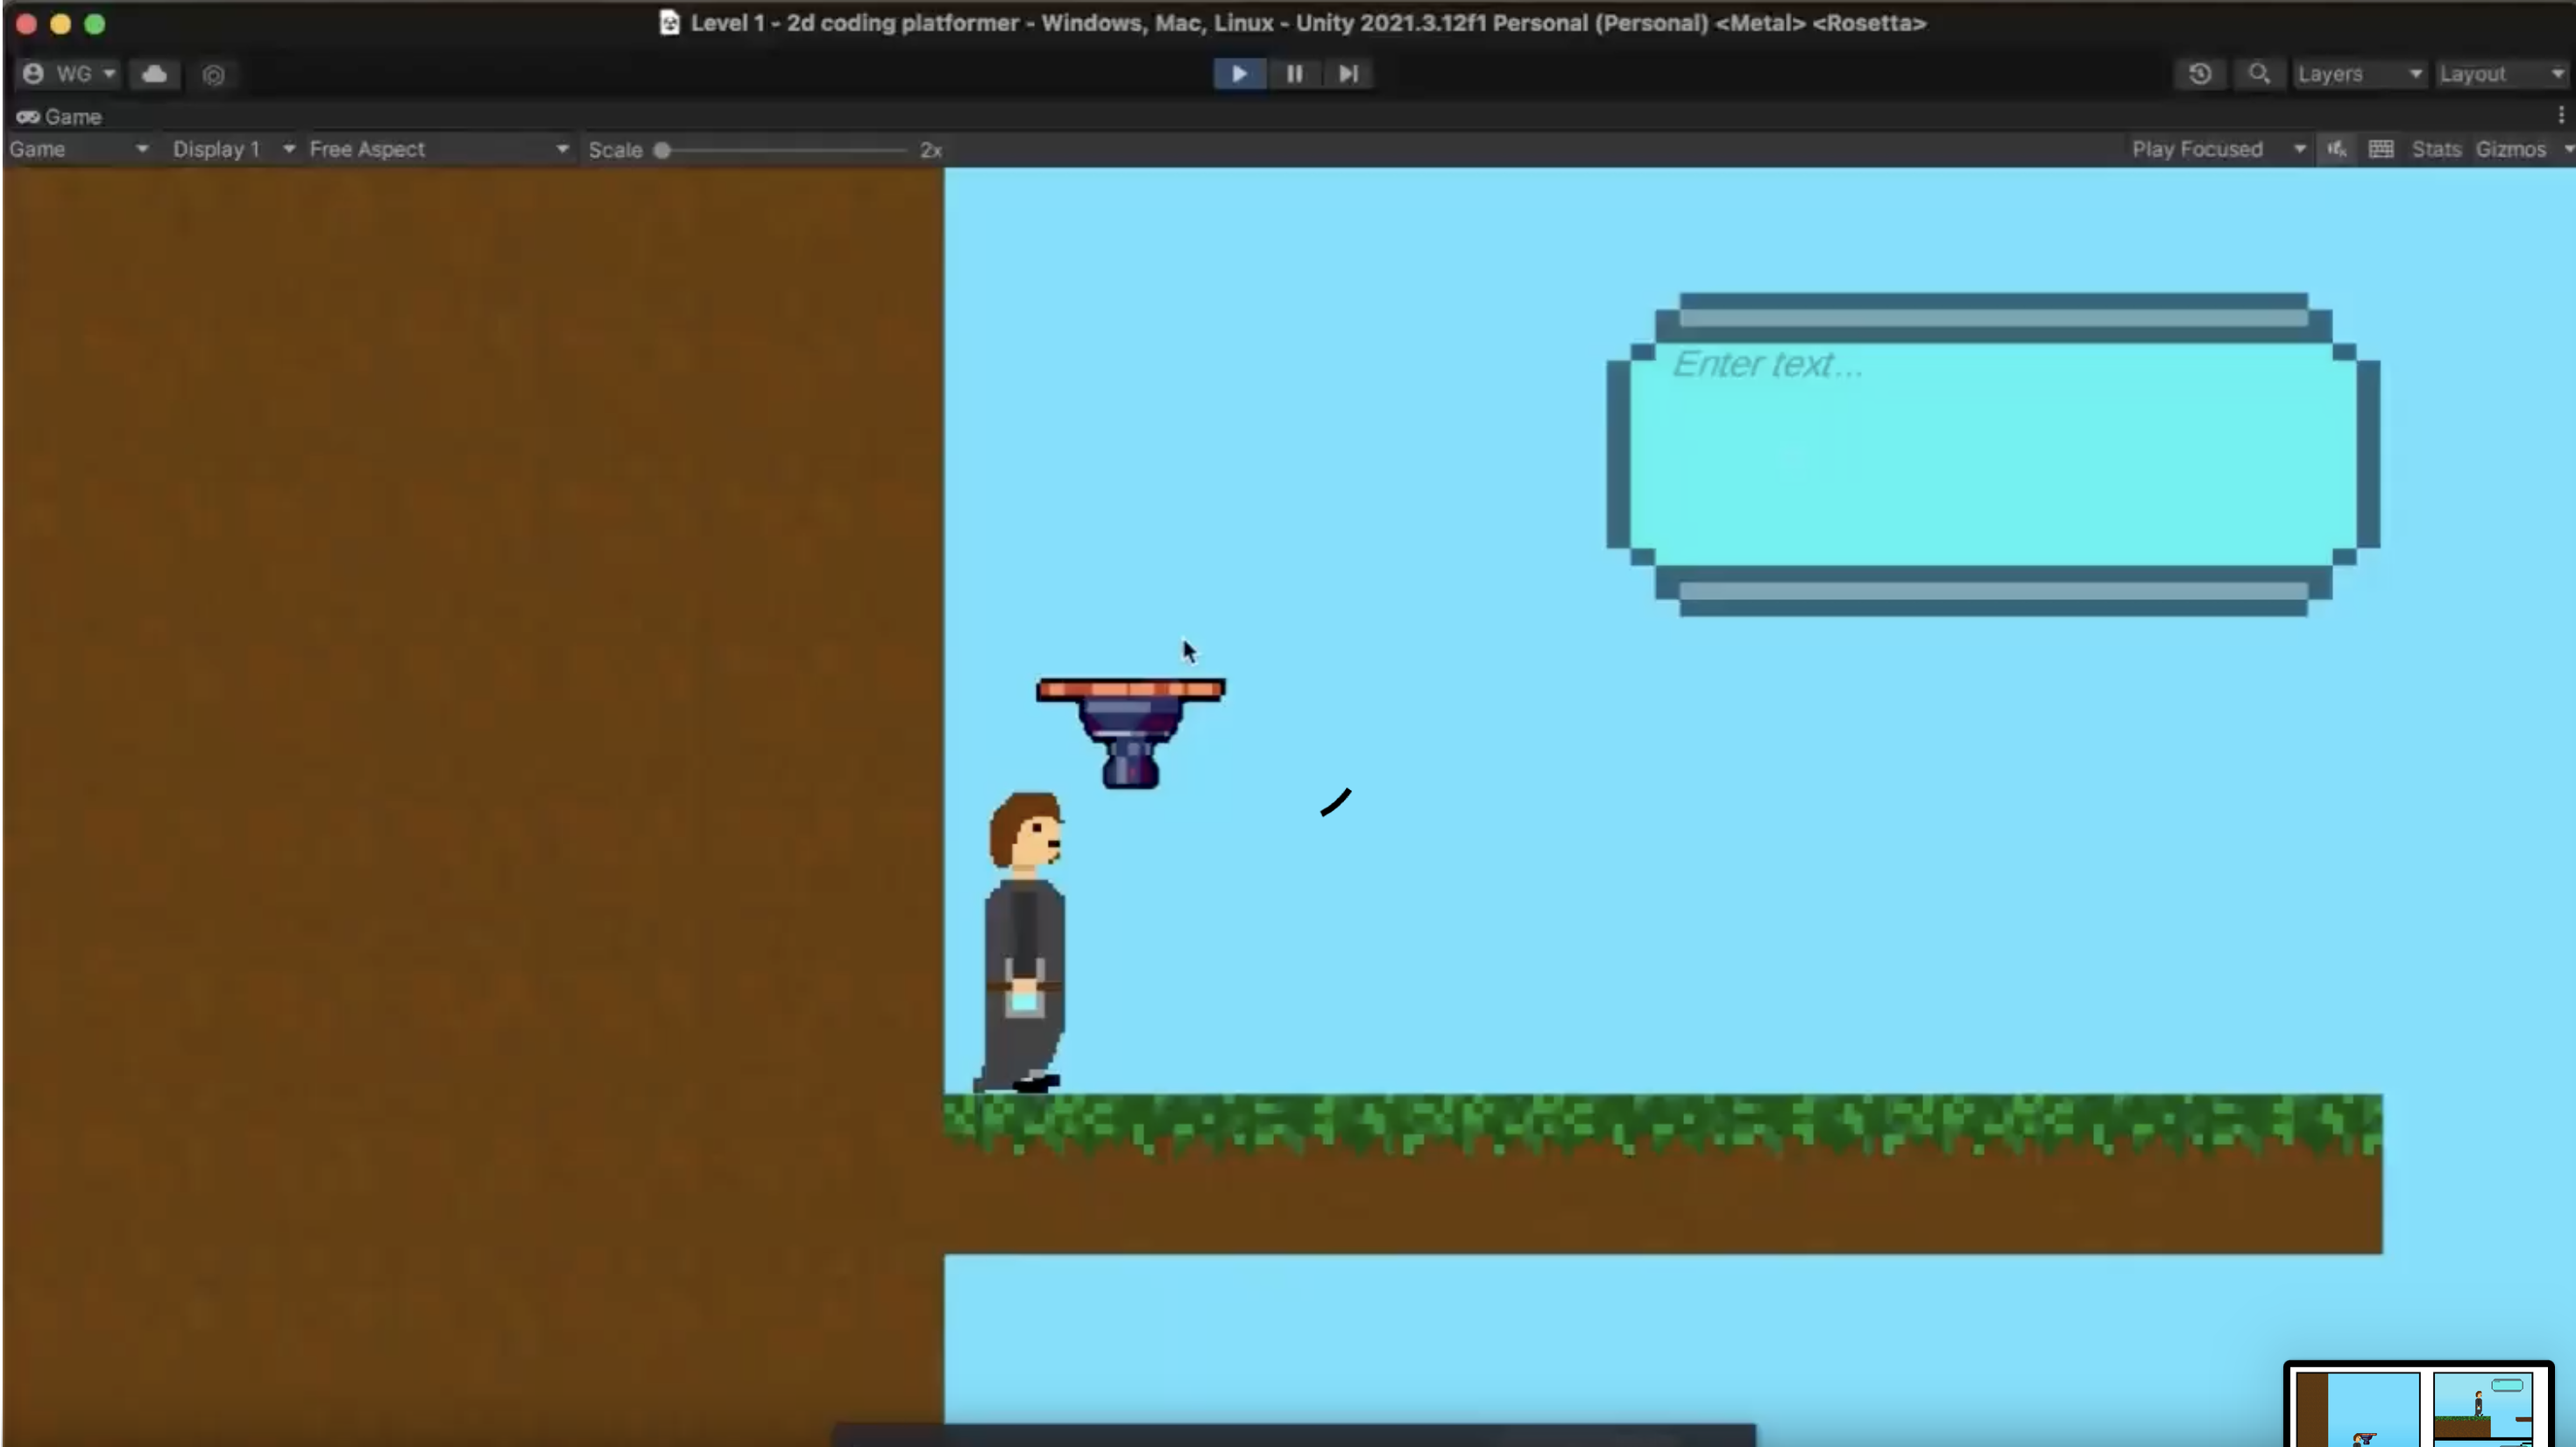 Level 1 - 2d coding platformer - Windows, Mac, Linux - Unity 2021.3.12f1 Personal (Personal) <Metal> <Rosetta>
WG
Layers
Layout
Game
Game
Display 1
Free Aspect
Scale
2x
Play Focused
Stats
Gizmos
Enter text...